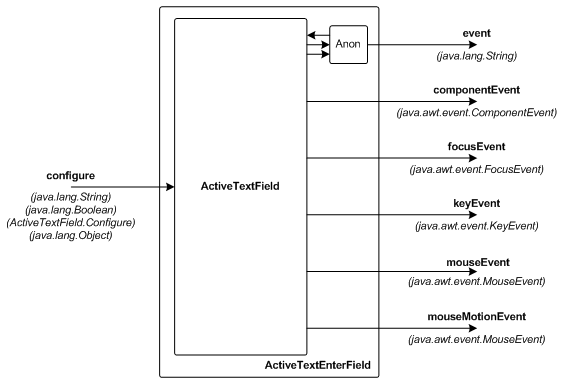 event
Anon
(java.lang.String)
componentEvent
(java.awt.event.ComponentEvent)
focusEvent
(java.awt.event.FocusEvent)
configure
ActiveTextField
(java.lang.String)
(java.lang.Boolean)
(ActiveTextField.Configure)
(java.lang.Object)
keyEvent
(java.awt.event.KeyEvent)
mouseEvent
(java.awt.event.MouseEvent)
mouseMotionEvent
(java.awt.event.MouseEvent)
ActiveTextEnterField